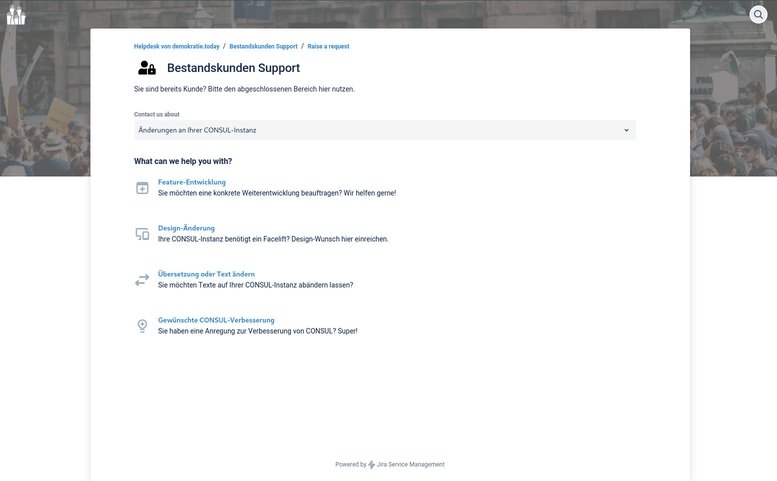 Helpdesk von demokratie.today / Bestandskunden Support / Raise a request
Bestandskunden Support
Sie sind bereits Kunde? Bitte den abgeschlossenen Bereich hier nutzen.
Contact us about
Änderungen an Ihrer CONSUL-Instanz
What can we help you with?
Feature-Entwicklung
Sie möchten eine konkrete Weiterentwicklung beauftragen? Wir helfen gerne!
Design-Änderung
Ihre CONSUL-Instanz benötigt ein Facelift? Design-Wunsch hier einreichen.
Übersetzung oder Text ändern
Sie möchten Texte auf Ihrer CONSUL-Instanz abändern lassen?
Gewünschte CONSUL-Verbesserung
Sie haben eine Anregung zur Verbesserung von CONSUL? Super!
Powered by Jira Service Management